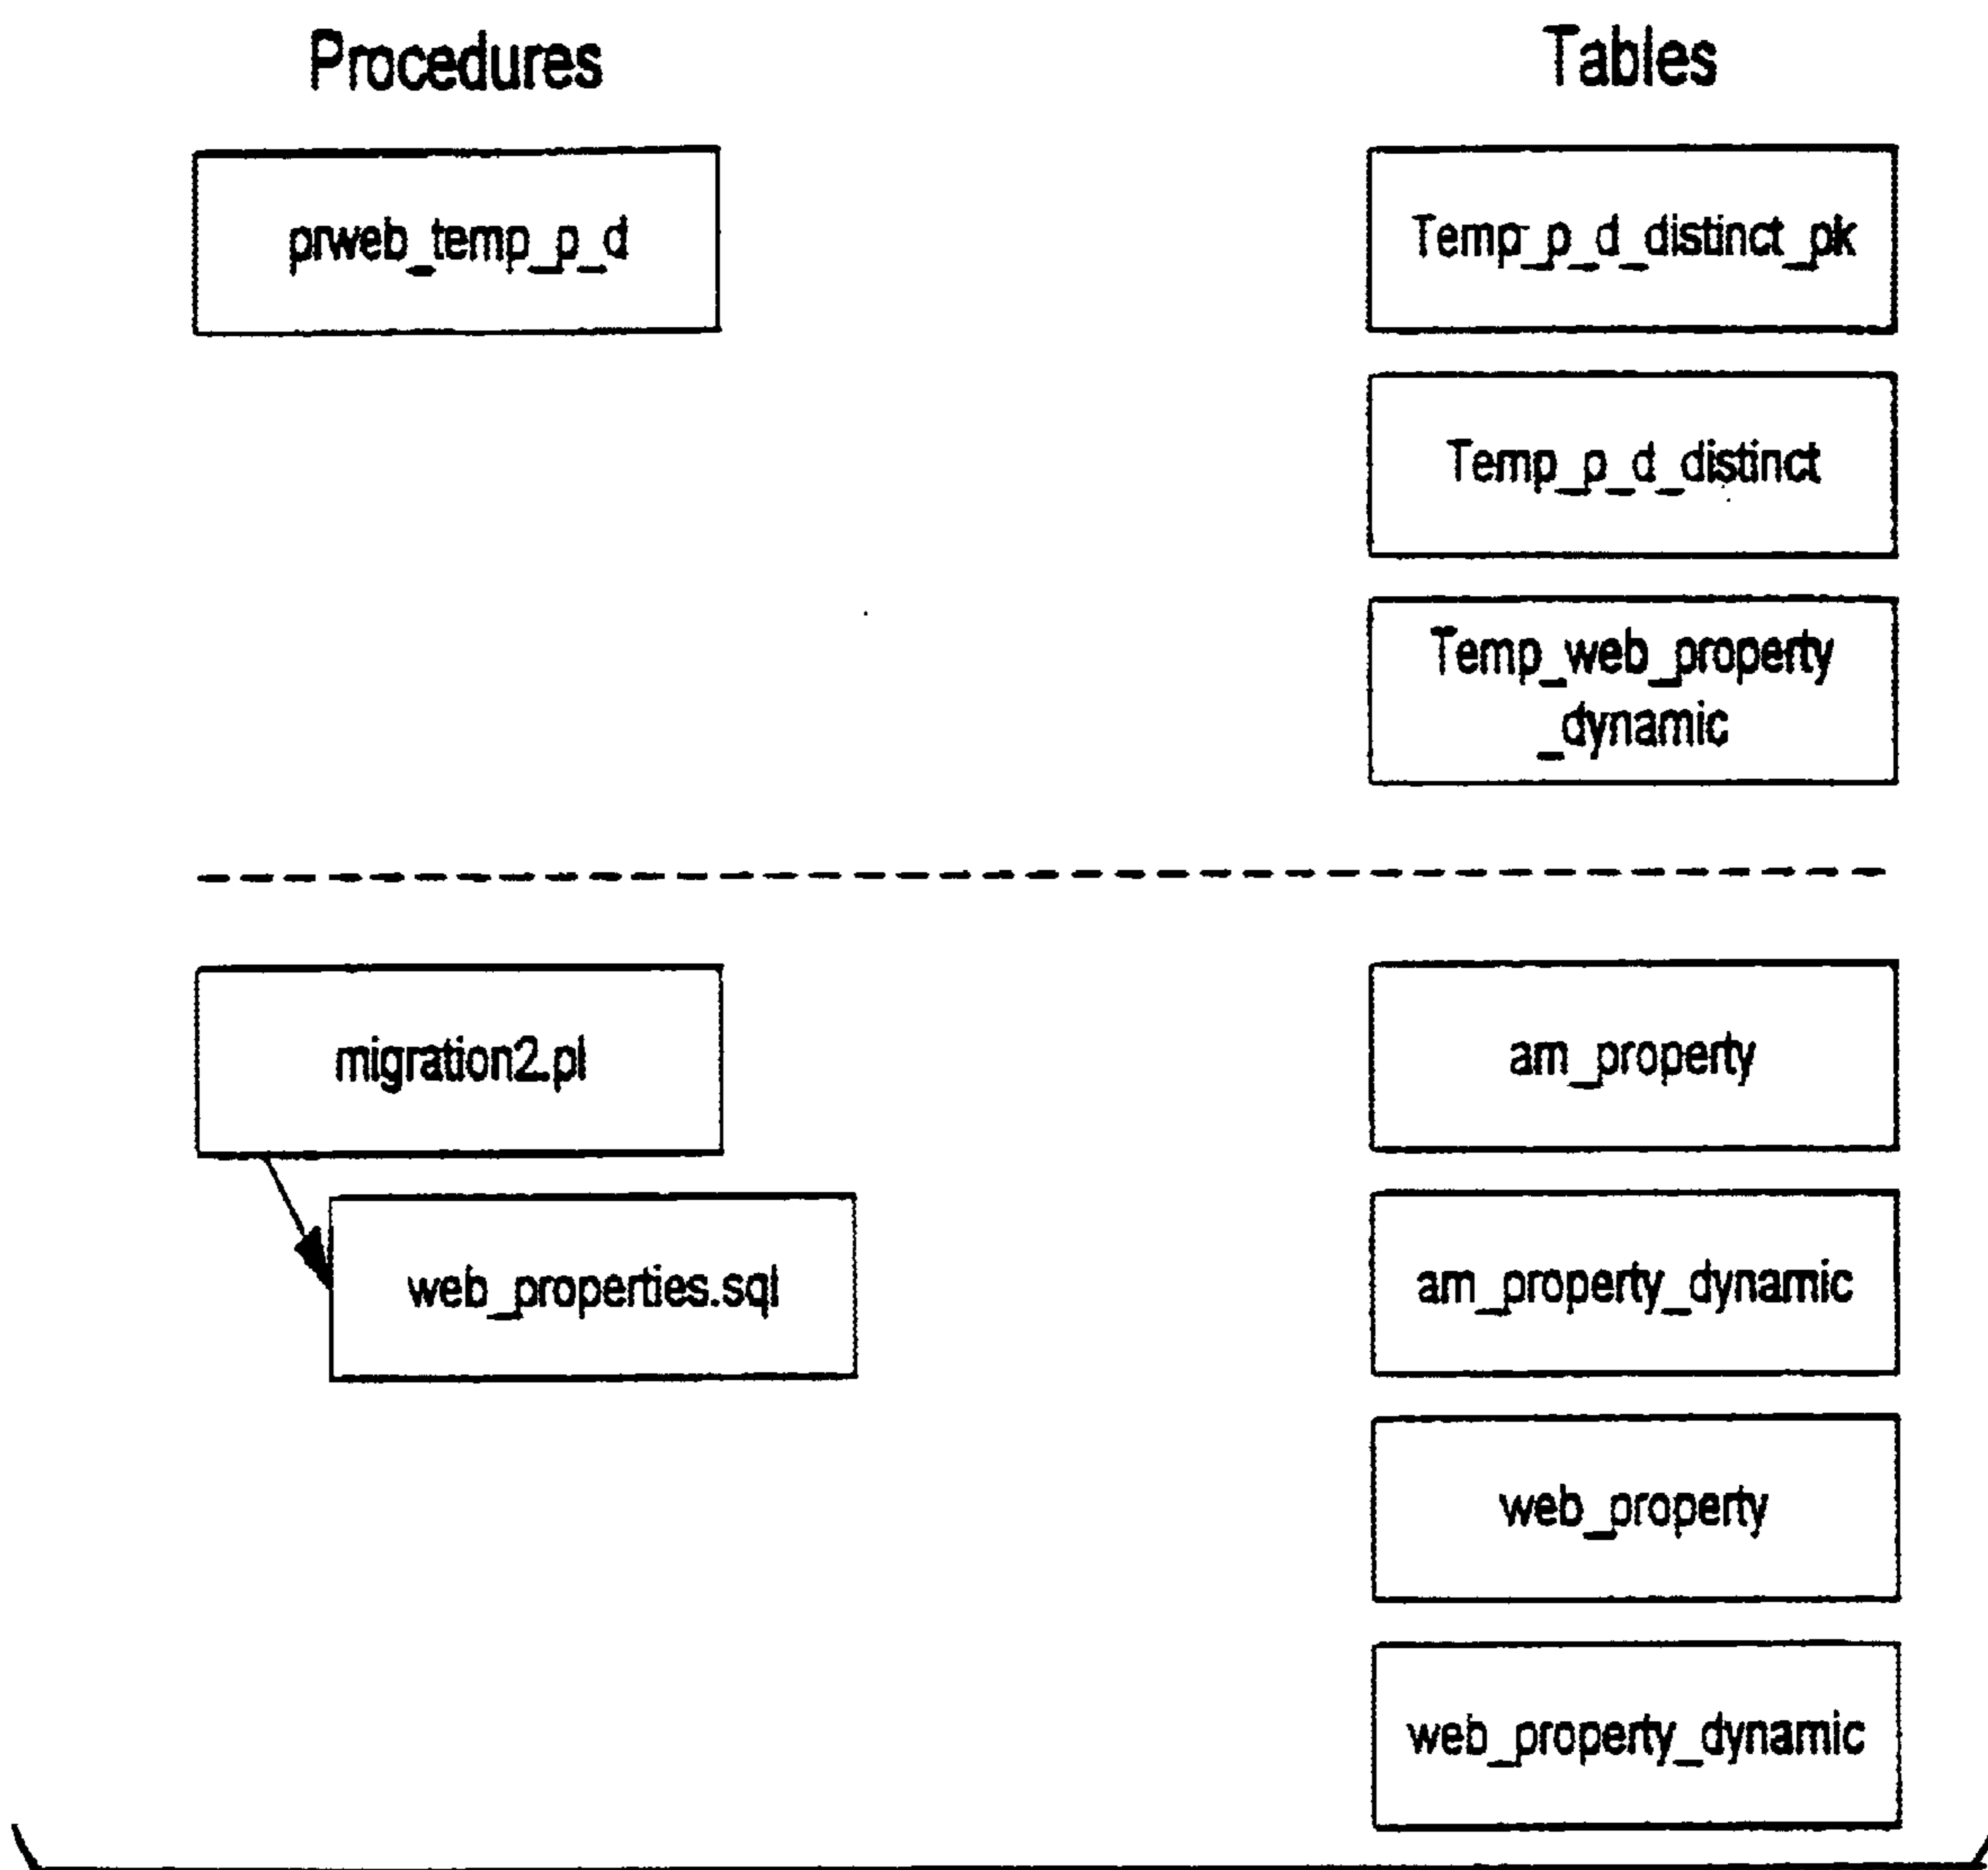 Procedures
Tables
prweb_temp_p_d
Temp_p_d_distinct_pk
Temp_p_d_distinct
Temp_web_property
_dynamic
migration2.pl
am_property
web_properties.sql
am_property_dynamic
web_property
web_property_dynamic